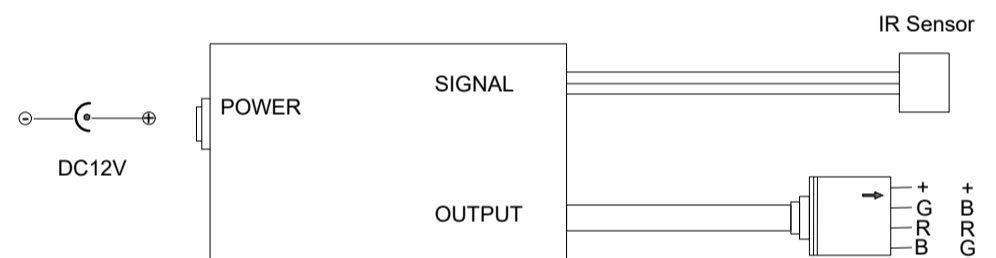 IR Sensor
SIGNAL
POWER
DC12V
OUTPUT
+ +
G B
R R
B G